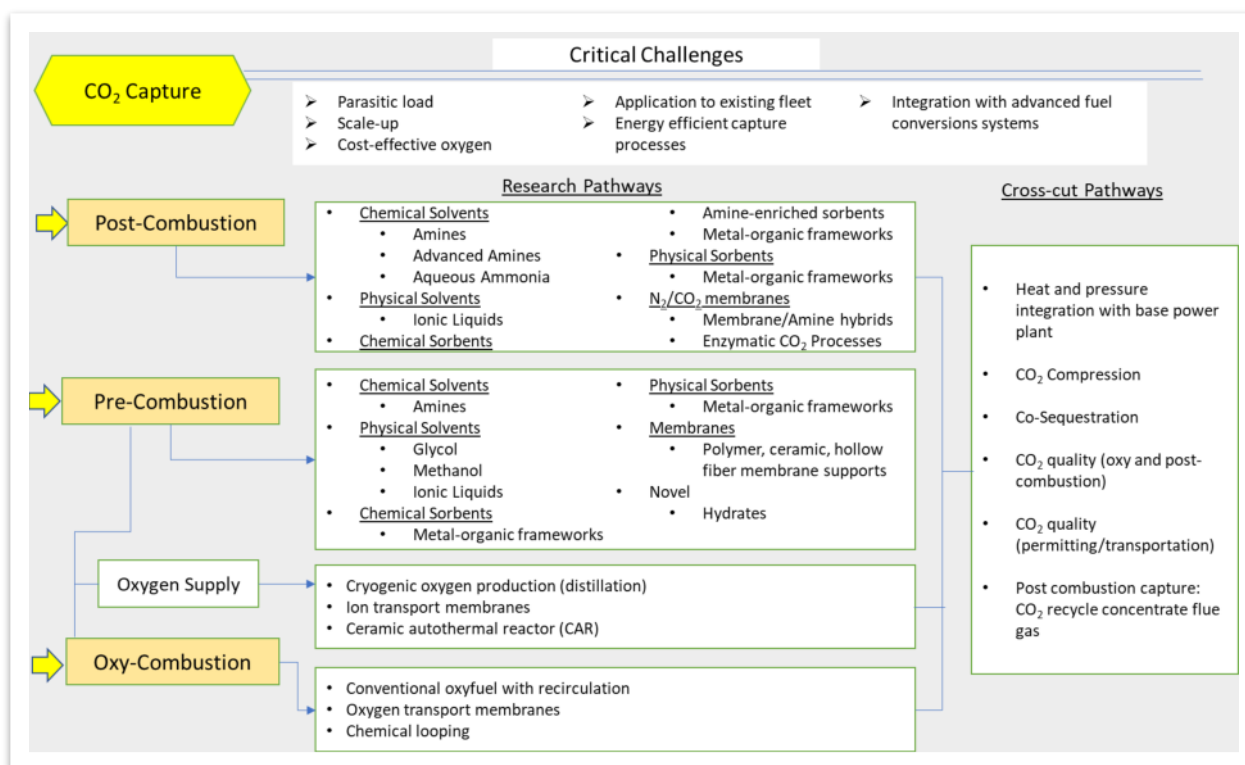 CO₂ Capture
Critical Challenges
➢ Parasitic load
➢ Scale-up
➢ Cost-effective oxygen
➢ Application to existing fleet
➢ Energy efficient capture
processes
➢ Integration with advanced fuel
conversions systems
Research Pathways
Cross-cut Pathways
Post-Combustion
• Chemical Solvents
• Amines
• Advanced Amines
• Aqueous Ammonia
• Physical Solvents
• Ionic Liquids
• Chemical Sorbents
• Amine-enriched sorbents
• Metal-organic frameworks
• Physical Sorbents
• Metal-organic frameworks
• N₂/CO₂ membranes
• Membrane/Amine hybrids
• Enzymatic CO₂ Processes
Pre-Combustion
• Chemical Solvents
• Amines
• Physical Solvents
• Glycol
• Methanol
• Ionic Liquids
• Chemical Sorbents
• Metal-organic frameworks
• Physical Sorbents
• Metal-organic frameworks
• Membranes
• Polymer, ceramic, hollow
fiber membrane supports
• Novel
• Hydrates
Oxygen Supply
• Cryogenic oxygen production (distillation)
• Ion transport membranes
• Ceramic autothermal reactor (CAR)
Oxy-Combustion
• Conventional oxyfuel with recirculation
• Oxygen transport membranes
• Chemical looping
• Heat and pressure
integration with base power
plant
• CO₂ Compression
• Co-Sequestration
• CO₂ quality (oxy and post-
combustion)
• CO₂ quality
(permitting/transportation)
• Post combustion capture:
CO₂ recycle concentrate flue
gas